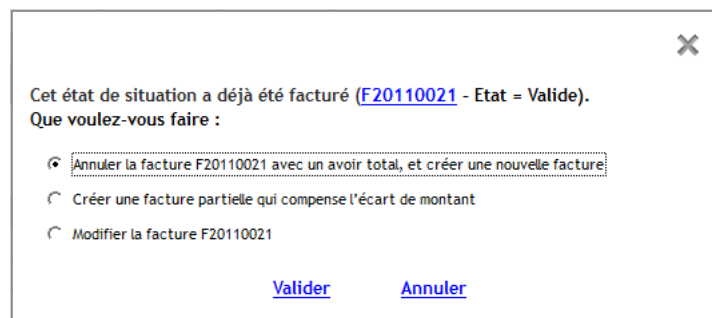 Cet état de situation a déjà été facturé (F20110021 - Etat = Valide).
Que voulez-vous faire :
Annuler la facture F20110021 avec un avoir total, et créer une nouvelle facture
Créer une facture partielle qui compense l'écart de montant
Modifier la facture F20110021
Valider Annuler